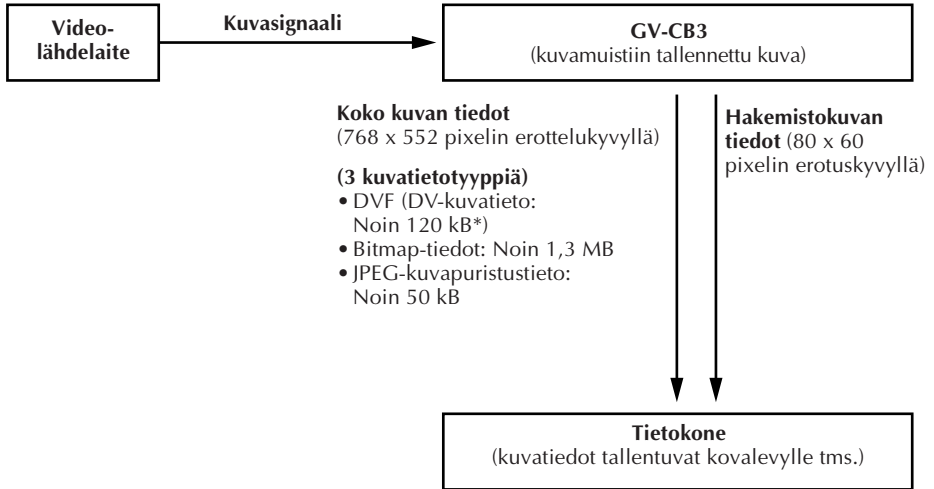 Video-
lähdelaite
Kuvasignaali
GV-CB3
(kuvamuistiin tallennettu kuva)
Koko kuvan tiedot
(768 x 552 pixelin erottelukyvyllä)
(3 kuvatietotyyppiä)
• DVF (DV-kuvatieto:
Noin 120 kB*)
• Bitmap-tiedot: Noin 1,3 MB
• JPEG-kuvapuristustieto:
Noin 50 kB
Hakemistokuvan
tiedot (80 x 60
pixelin erotuskyvyllä)
Tietokone
(kuvatiedot tallentuvat kovalevylle tms.)